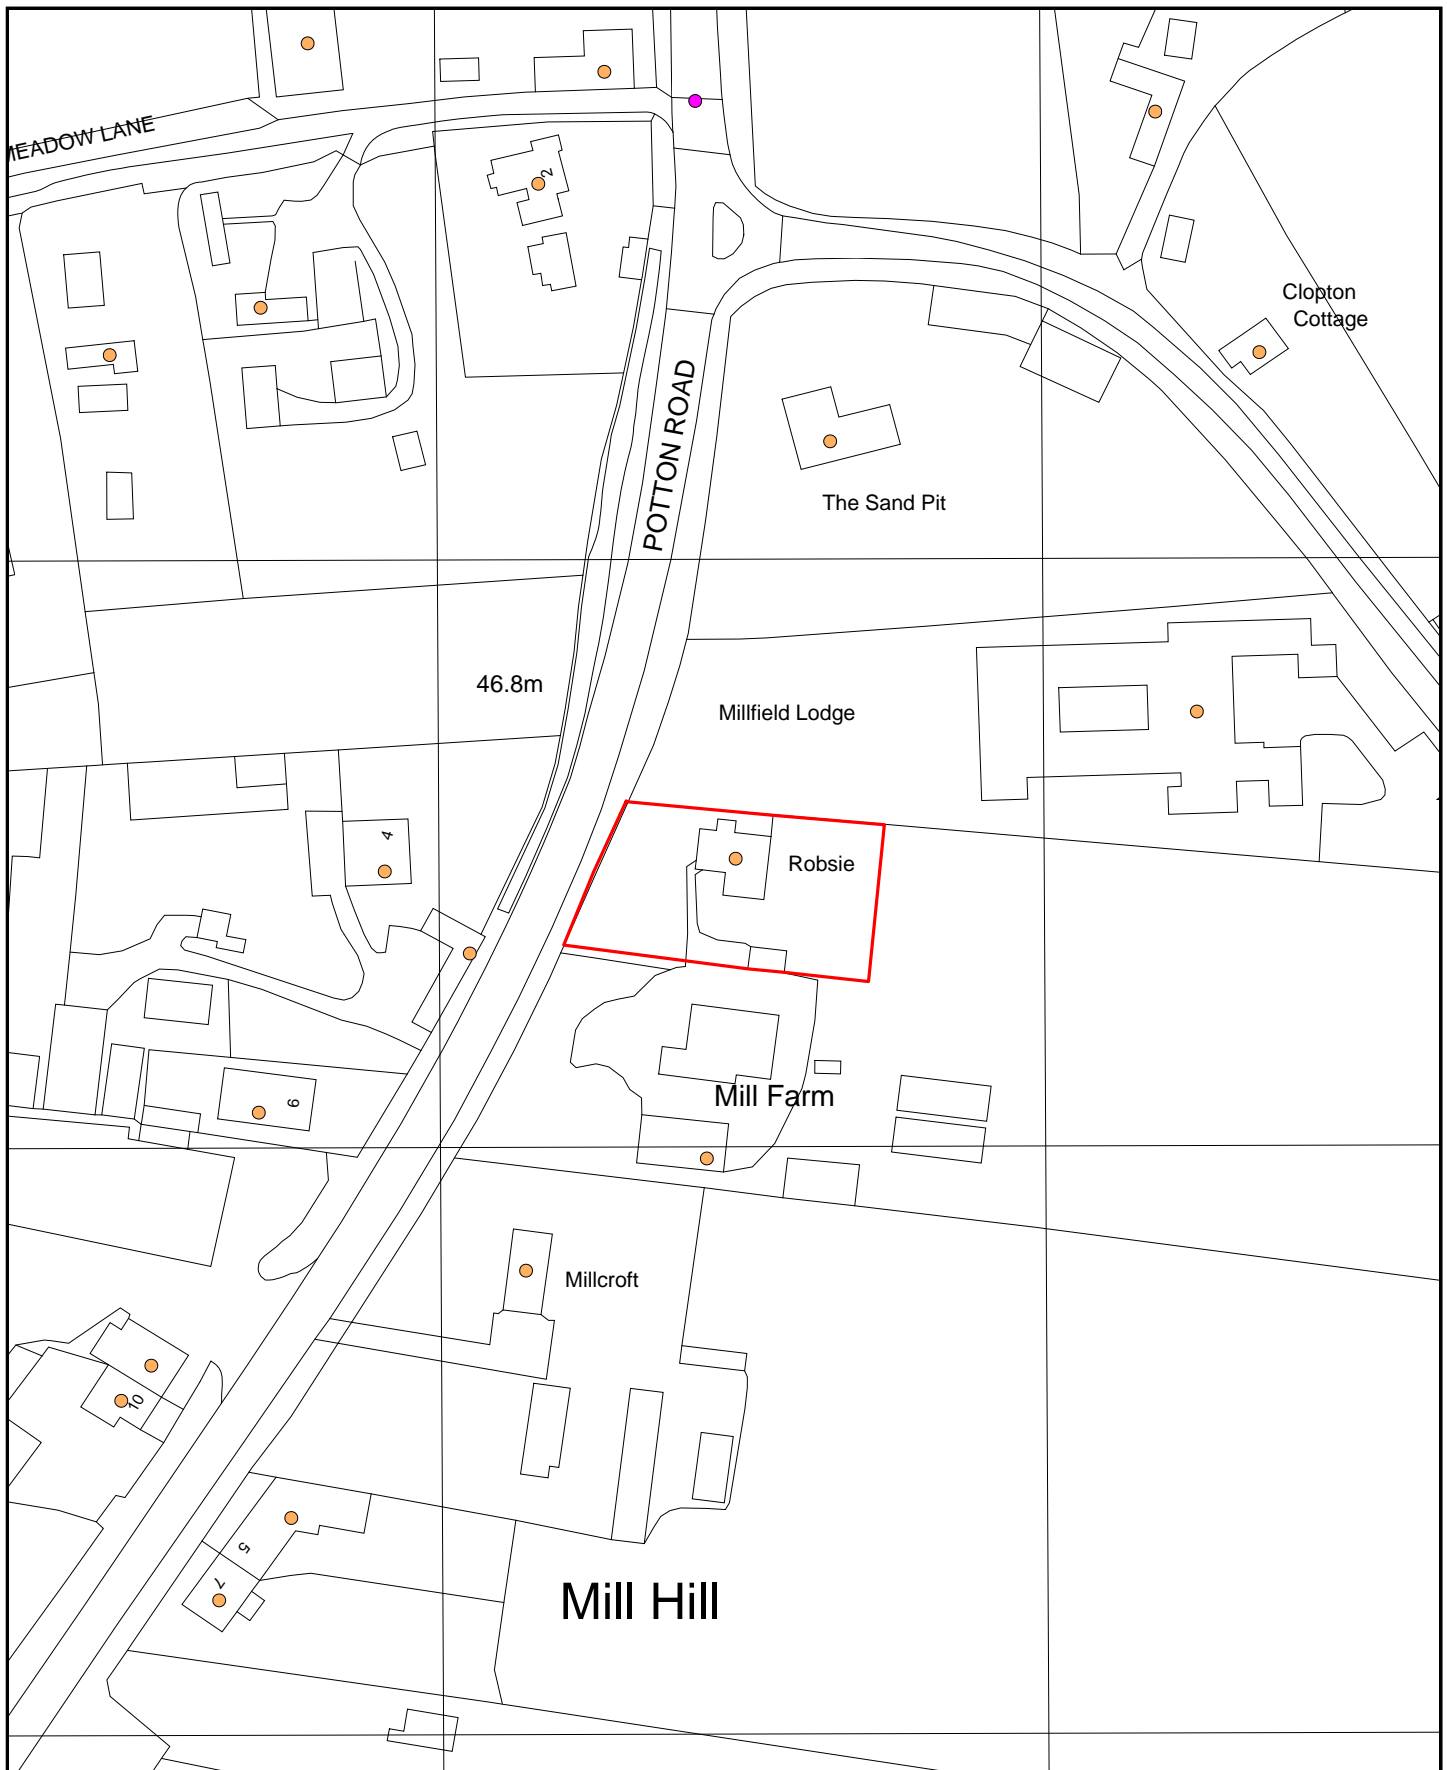 MEADOW LANE
2
Clopton
Cottage
POTTON ROAD
The Sand Pit
46.8m
Millfield Lodge
4
Robsie
Mill Farm
6
Millcroft
10
5
7
Mill Hill